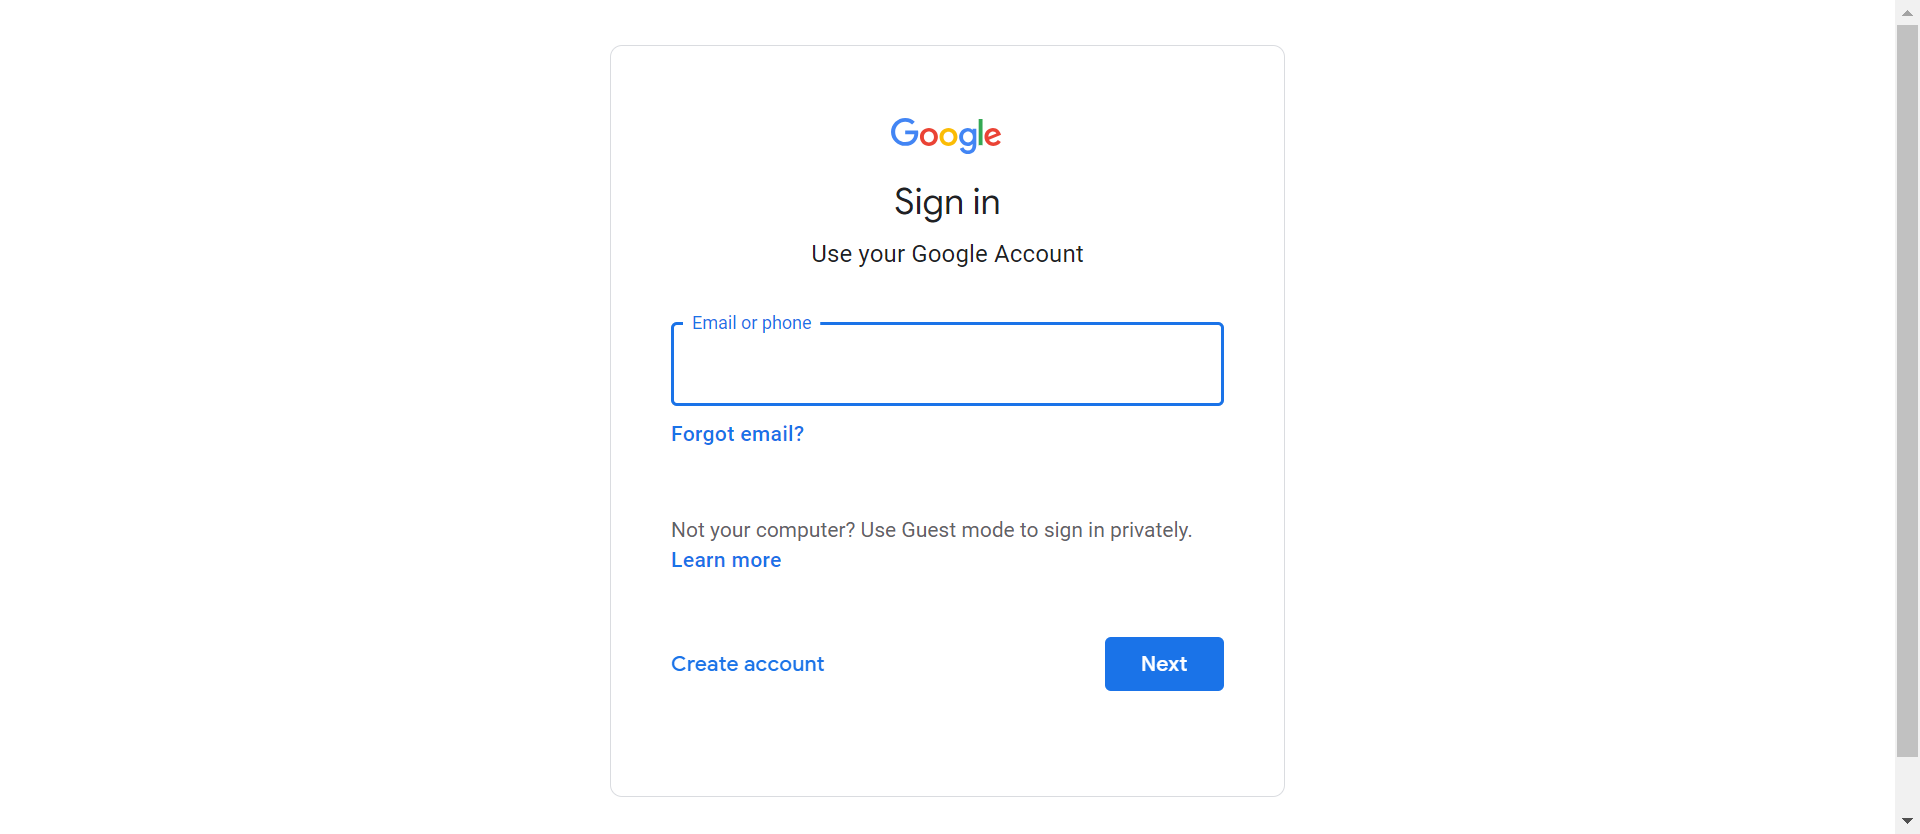 Google
Sign in
Use your Google Account
Email or phone
Forgot email?
Not your computer? Use Guest mode to sign in privately.
Learn more
Create account
Next